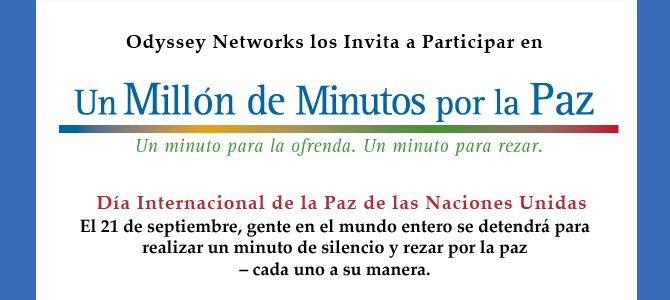 Odyssey Networks los Invita a Participar en
Un Millón de Minutos por la Paz
Un minuto para la ofrenda. Un minuto para rezar.
Día Internacional de la Paz de las Naciones Unidas
El 21 de septiembre, gente en el mundo entero se detendrá para
realizar un minuto de silencio y rezar por la paz
– cada uno a su manera.